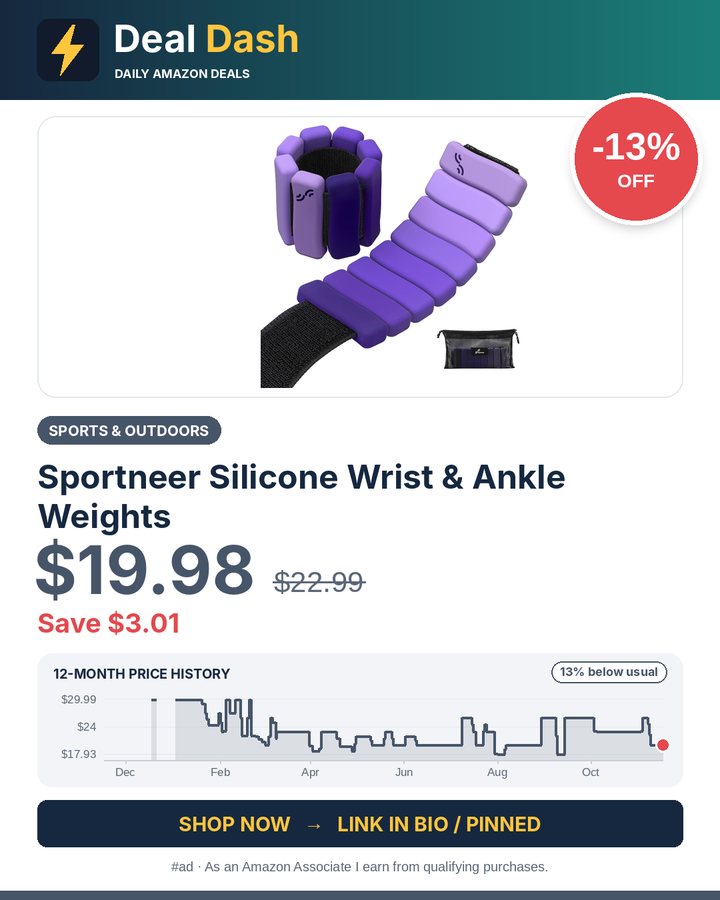 Deal Dash
DAILY AMAZON DEALS
-13%
OFF
SPORTS & OUTDOORS
Sportneer Silicone Wrist & Ankle
Weights
$19.98 $22.99
Save $3.01
12-MONTH PRICE HISTORY
13% below usual
$29.99
$24
$17.93
Dec Feb Apr Jun Aug Oct
SHOP NOW → LINK IN BIO / PINNED
#ad · As an Amazon Associate I earn from qualifying purchases.